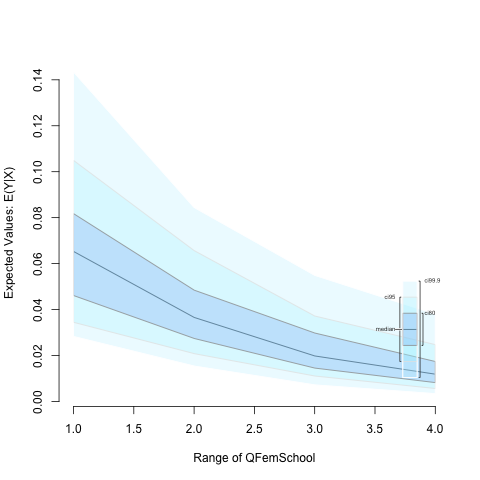 Expected Values: E(Y|X)
0.14
0.12
0.10
0.08
0.06
0.04
0.02
0.00
ci99.9
ci95
ci80
median
1.0 1.5 2.0 2.5 3.0 3.5 4.0
Range of QFemSchool